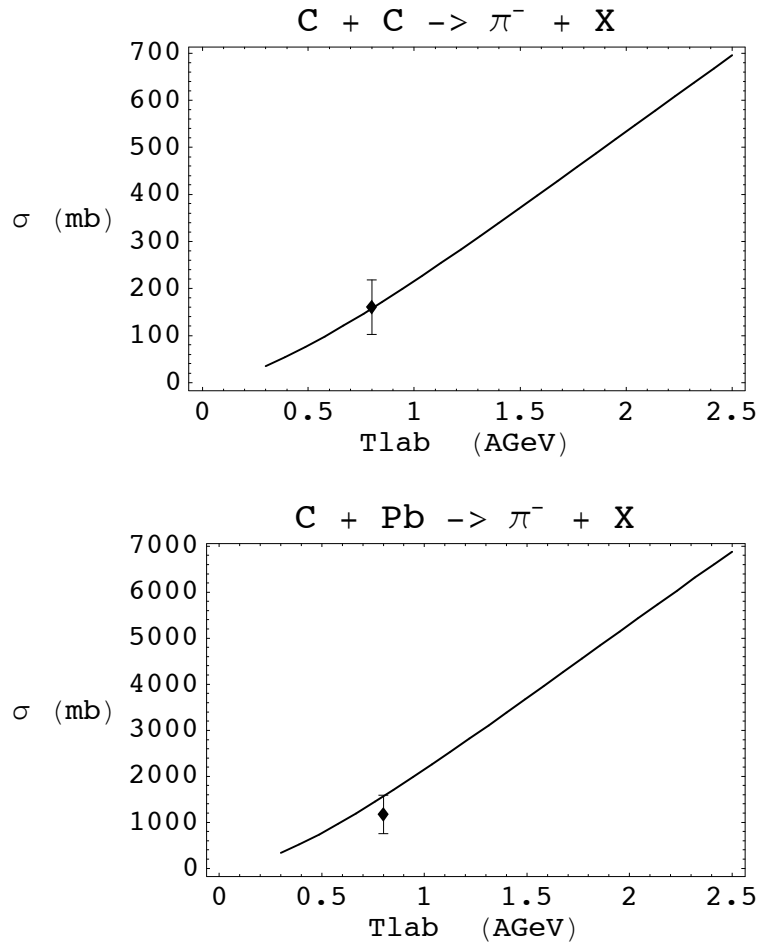 C + C -> π⁻ + X
700
600
500
400
σ (mb)
300
200
100
0
0 0.5 1 1.5 2 2.5
Tlab (AGeV)
C + Pb -> π⁻ + X
7000
6000
5000
4000
σ (mb)
3000
2000
1000
0
0 0.5 1 1.5 2 2.5
Tlab (AGeV)